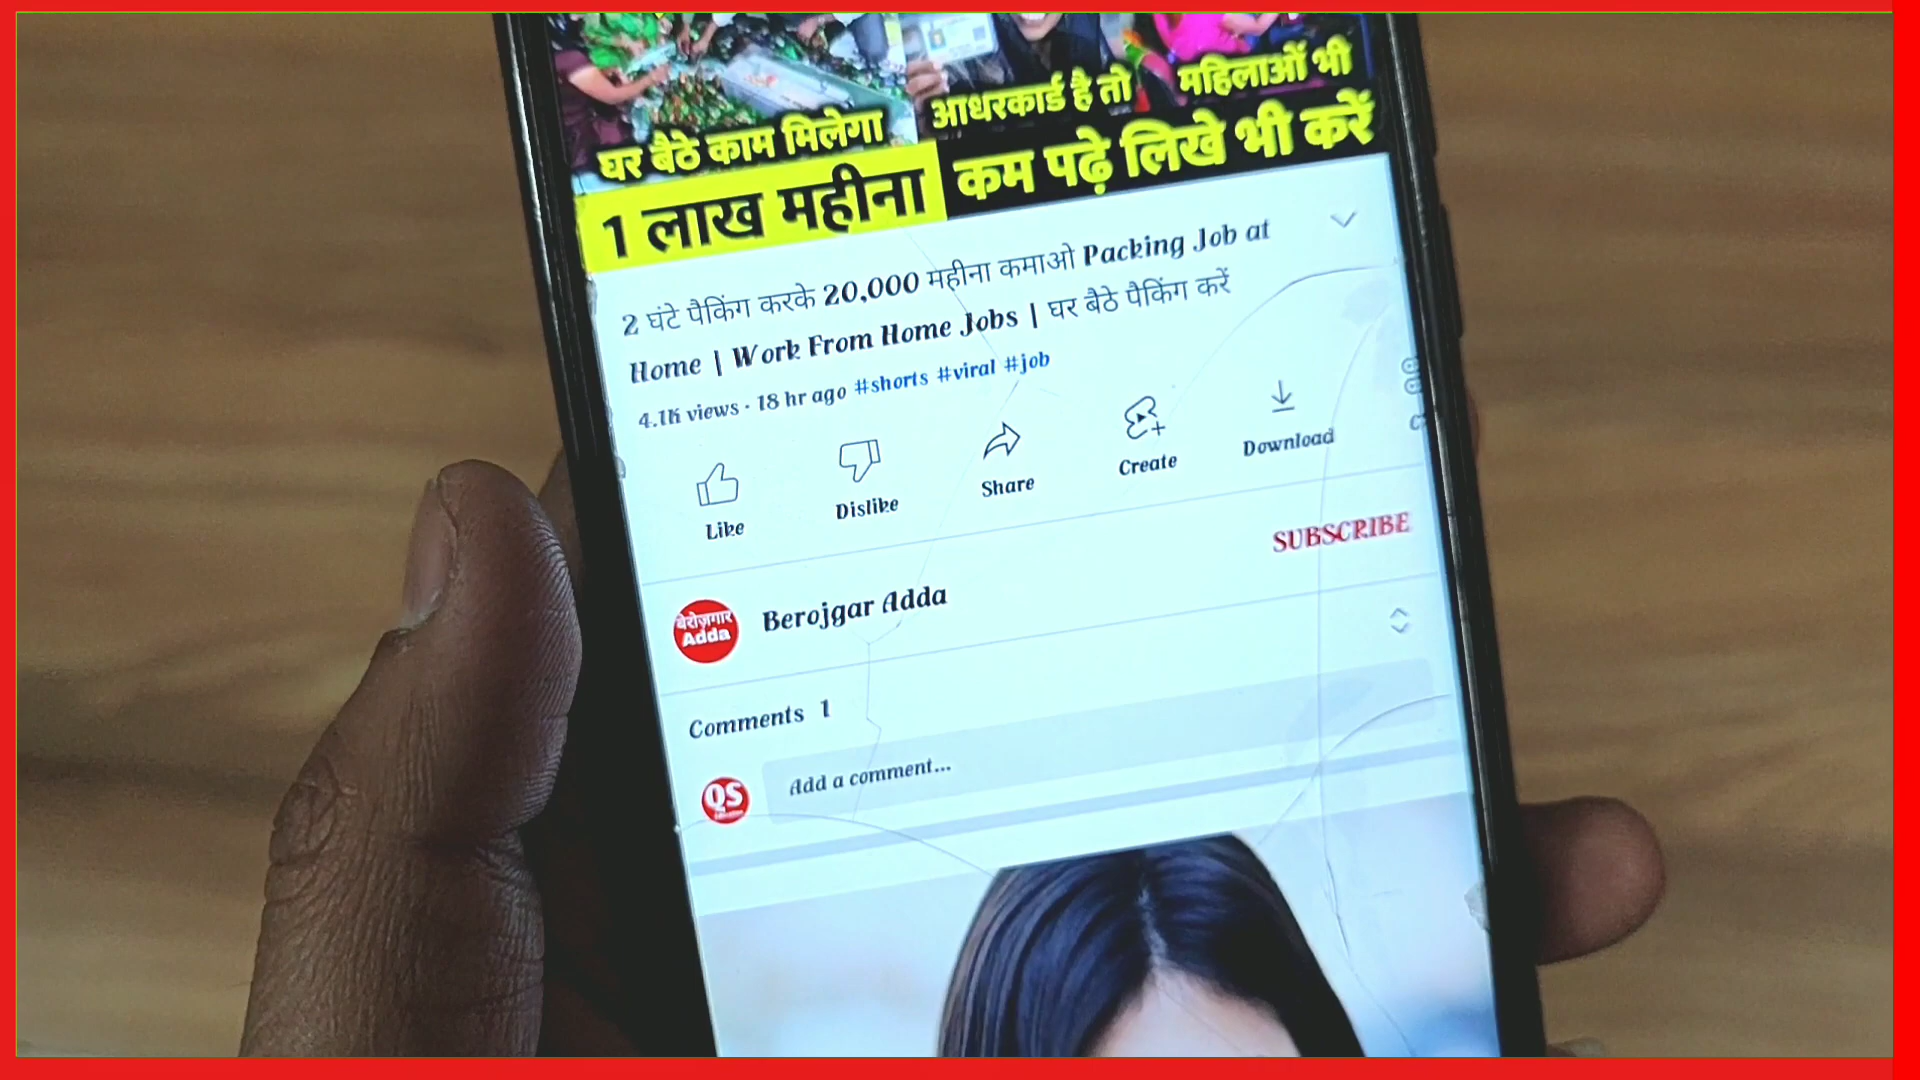 घर बैठे काम मिलेगा
आधरकार्ड है तो
महिलाओं भी
1 लाख महीना
कम पढ़े लिखे भी करें
2 घंटे पैकिंग करके 20,000 महीना कमाओ Packing Job at
Home | Work From Home Jobs | घर बैठे पैकिंग करें
4.1K views · 18 hr ago #shorts #viral #job
Like
Dislike
Share
Create
Download
SUBSCRIBE
बेरोज़गार
Adda
Berojgar Adda
Comments 1
QS
Add a comment...